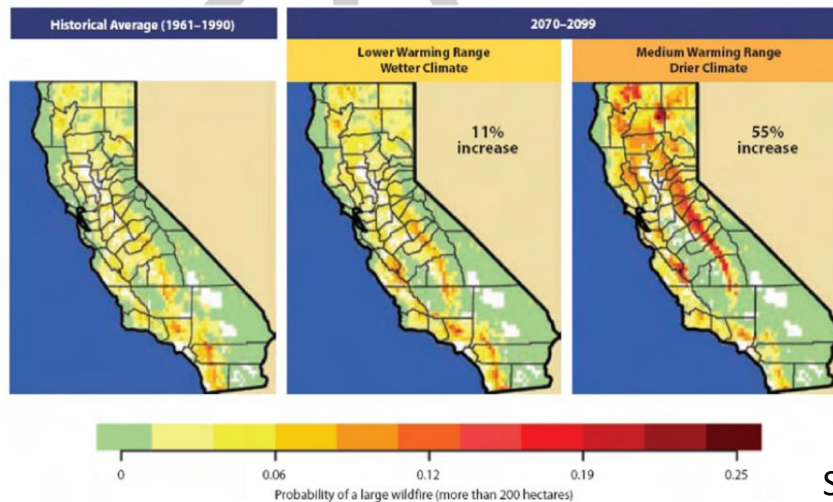 Historical Average (1961–1990)
2070–2099
Lower Warming Range
Wetter Climate
Medium Warming Range
Drier Climate
11%
increase
55%
increase
0
0.06
0.12
0.19
0.25
Probability of a large wildfire (more than 200 hectares)
S